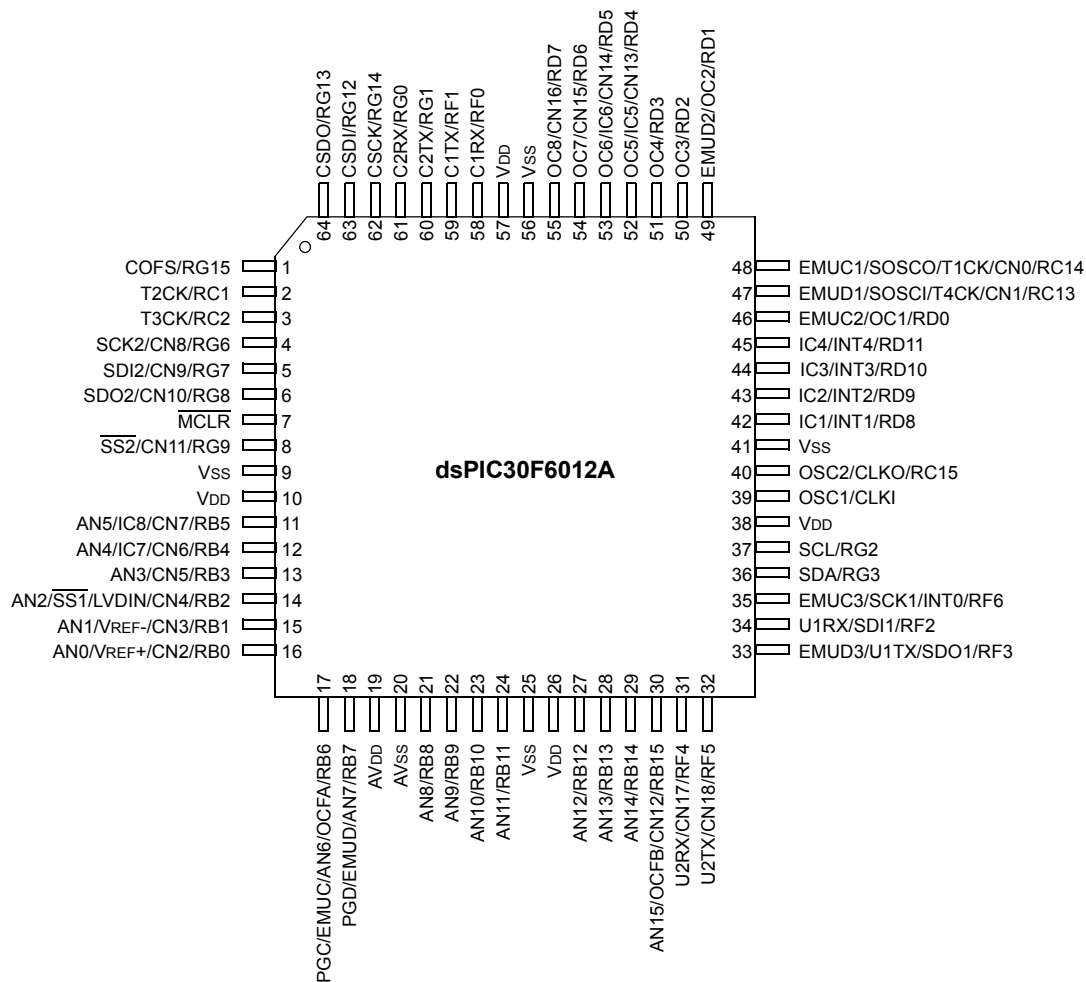 CSDO/RG13
CSDI/RG12
CSCK/RG14
C2RX/RG0
C2TX/RG1
C1TX/RF1
C1RX/RF0
VDD
VSS
OC8/CN16/RD7
OC7/CN15/RD6
OC6/IC6/CN14/RD5
OC5/IC5/CN13/RD4
OC4/RD3
OC3/RD2
EMUD2/OC2/RD1
64 63 62 61 60 59 58 57 56 55 54 53 52 51 50 49
COFS/RG15 1
T2CK/RC1 2
T3CK/RC2 3
SCK2/CN8/RG6 4
SDI2/CN9/RG7 5
SDO2/CN10/RG8 6
MCLR 7
SS2/CN11/RG9 8
VSS 9
VDD 10
AN5/IC8/CN7/RB5 11
AN4/IC7/CN6/RB4 12
AN3/CN5/RB3 13
AN2/SS1/LVDIN/CN4/RB2 14
AN1/VREF-/CN3/RB1 15
AN0/VREF+/CN2/RB0 16
dsPIC30F6012A
48 EMUC1/SOSCO/T1CK/CN0/RC14
47 EMUD1/SOSCI/T4CK/CN1/RC13
46 EMUC2/OC1/RD0
45 IC4/INT4/RD11
44 IC3/INT3/RD10
43 IC2/INT2/RD9
42 IC1/INT1/RD8
41 VSS
40 OSC2/CLKO/RC15
39 OSC1/CLKI
38 VDD
37 SCL/RG2
36 SDA/RG3
35 EMUC3/SCK1/INT0/RF6
34 U1RX/SDI1/RF2
33 EMUD3/U1TX/SDO1/RF3
17 18 19 20 21 22 23 24 25 26 27 28 29 30 31 32
PGC/EMUC/AN6/OCFA/RB6
PGD/EMUD/AN7/RB7
AVDD
AVSS
AN8/RB8
AN9/RB9
AN10/RB10
AN11/RB11
VSS
VDD
AN12/RB12
AN13/RB13
AN14/RB14
AN15/OCFB/CN12/RB15
U2RX/CN17/RF4
U2TX/CN18/RF5